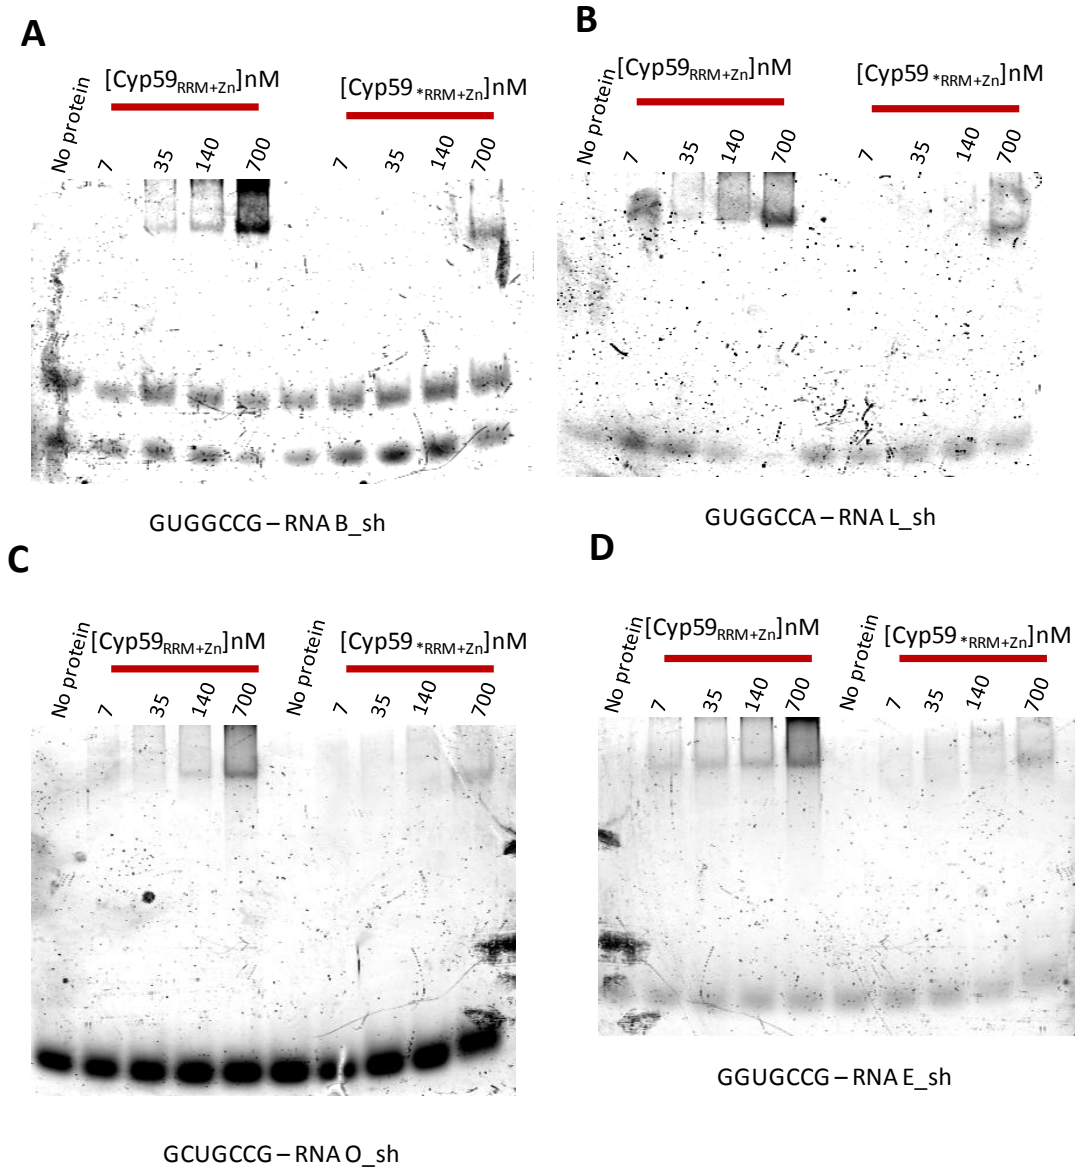 A
[Cyp59RRM+Zn]nM
[Cyp59 *RRM+Zn]nM
No protein
7
35
140
700
7
35
140
700
GUGGCCG – RNA B_sh
B
[Cyp59RRM+Zn]nM
[Cyp59 *RRM+Zn]nM
No protein
7
35
140
700
7
35
140
700
GUGGCCA – RNA L_sh
C
[Cyp59RRM+Zn]nM
[Cyp59 *RRM+Zn]nM
No protein
7
35
140
700
No protein
7
35
140
700
GCUGCCG – RNA O_sh
D
[Cyp59RRM+Zn]nM
[Cyp59 *RRM+Zn]nM
No protein
7
35
140
700
No protein
7
35
140
700
GGUGCCG – RNA E_sh